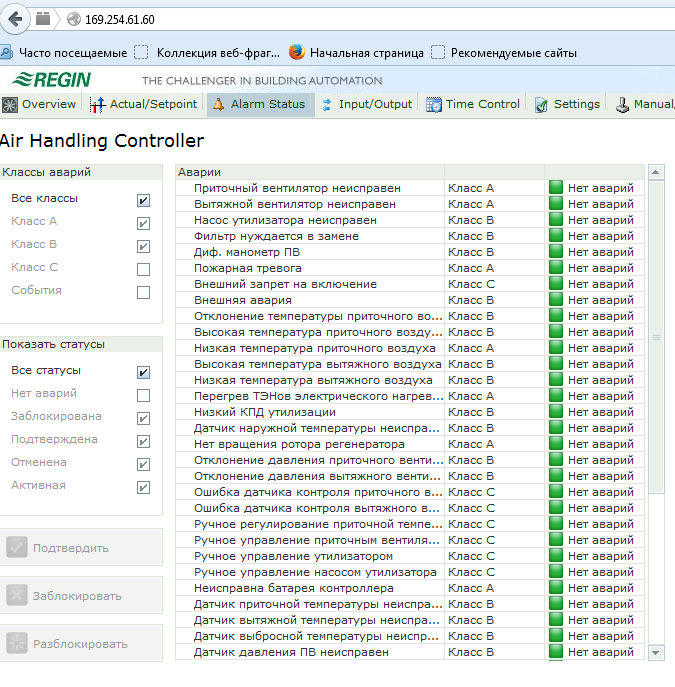 169.254.61.60
Часто посещаемые Коллекция веб-фраг... Начальная страница Рекомендуемые сайты
REGIN THE CHALLENGER IN BUILDING AUTOMATION
Overview Actual/Setpoint Alarm Status Input/Output Time Control Settings Manual/
Air Handling Controller
Классы аварий
Все классы
Класс A
Класс B
Класс C
События
Показать статусы
Все статусы
Нет аварий
Заблокирована
Подтверждена
Отменена
Активная
Подтвердить
Заблокировать
Разблокировать
Аварии
Приточный вентилятор неисправен Класс A Нет аварий
Вытяжной вентилятор неисправен Класс A Нет аварий
Насос утилизатора неисправен Класс B Нет аварий
Фильтр нуждается в замене Класс B Нет аварий
Диф. манометр ПВ Класс B Нет аварий
Пожарная тревога Класс A Нет аварий
Внешний запрет на включение Класс C Нет аварий
Внешняя авария Класс B Нет аварий
Отклонение температуры приточного во... Класс B Нет аварий
Высокая температура приточного возду... Класс B Нет аварий
Низкая температура приточного воздуха Класс A Нет аварий
Высокая температура вытяжного воздуха Класс B Нет аварий
Низкая температура вытяжного воздуха Класс B Нет аварий
Перегрев ТЭНов электрического нагрев... Класс A Нет аварий
Низкий КПД утилизации Класс B Нет аварий
Датчик наружной температуры неиспра... Класс B Нет аварий
Нет вращения ротора регенератора Класс A Нет аварий
Отклонение давления приточного венти... Класс B Нет аварий
Отклонение давления вытяжного венти... Класс B Нет аварий
Ошибка датчика контроля приточного в... Класс C Нет аварий
Ошибка датчика контроля вытяжного в... Класс C Нет аварий
Ручное регулирование приточной темпе... Класс C Нет аварий
Ручное управление приточным вентиля... Класс C Нет аварий
Ручное управление утилизатором Класс C Нет аварий
Ручное управление насосом утилизатора Класс C Нет аварий
Неисправна батарея контроллера Класс A Нет аварий
Датчик приточной температуры неиспра... Класс B Нет аварий
Датчик вытяжной температуры неиспра... Класс B Нет аварий
Датчик выбросной температуры неиспр... Класс B Нет аварий
Датчик давления ПВ неисправен Класс B Нет аварий